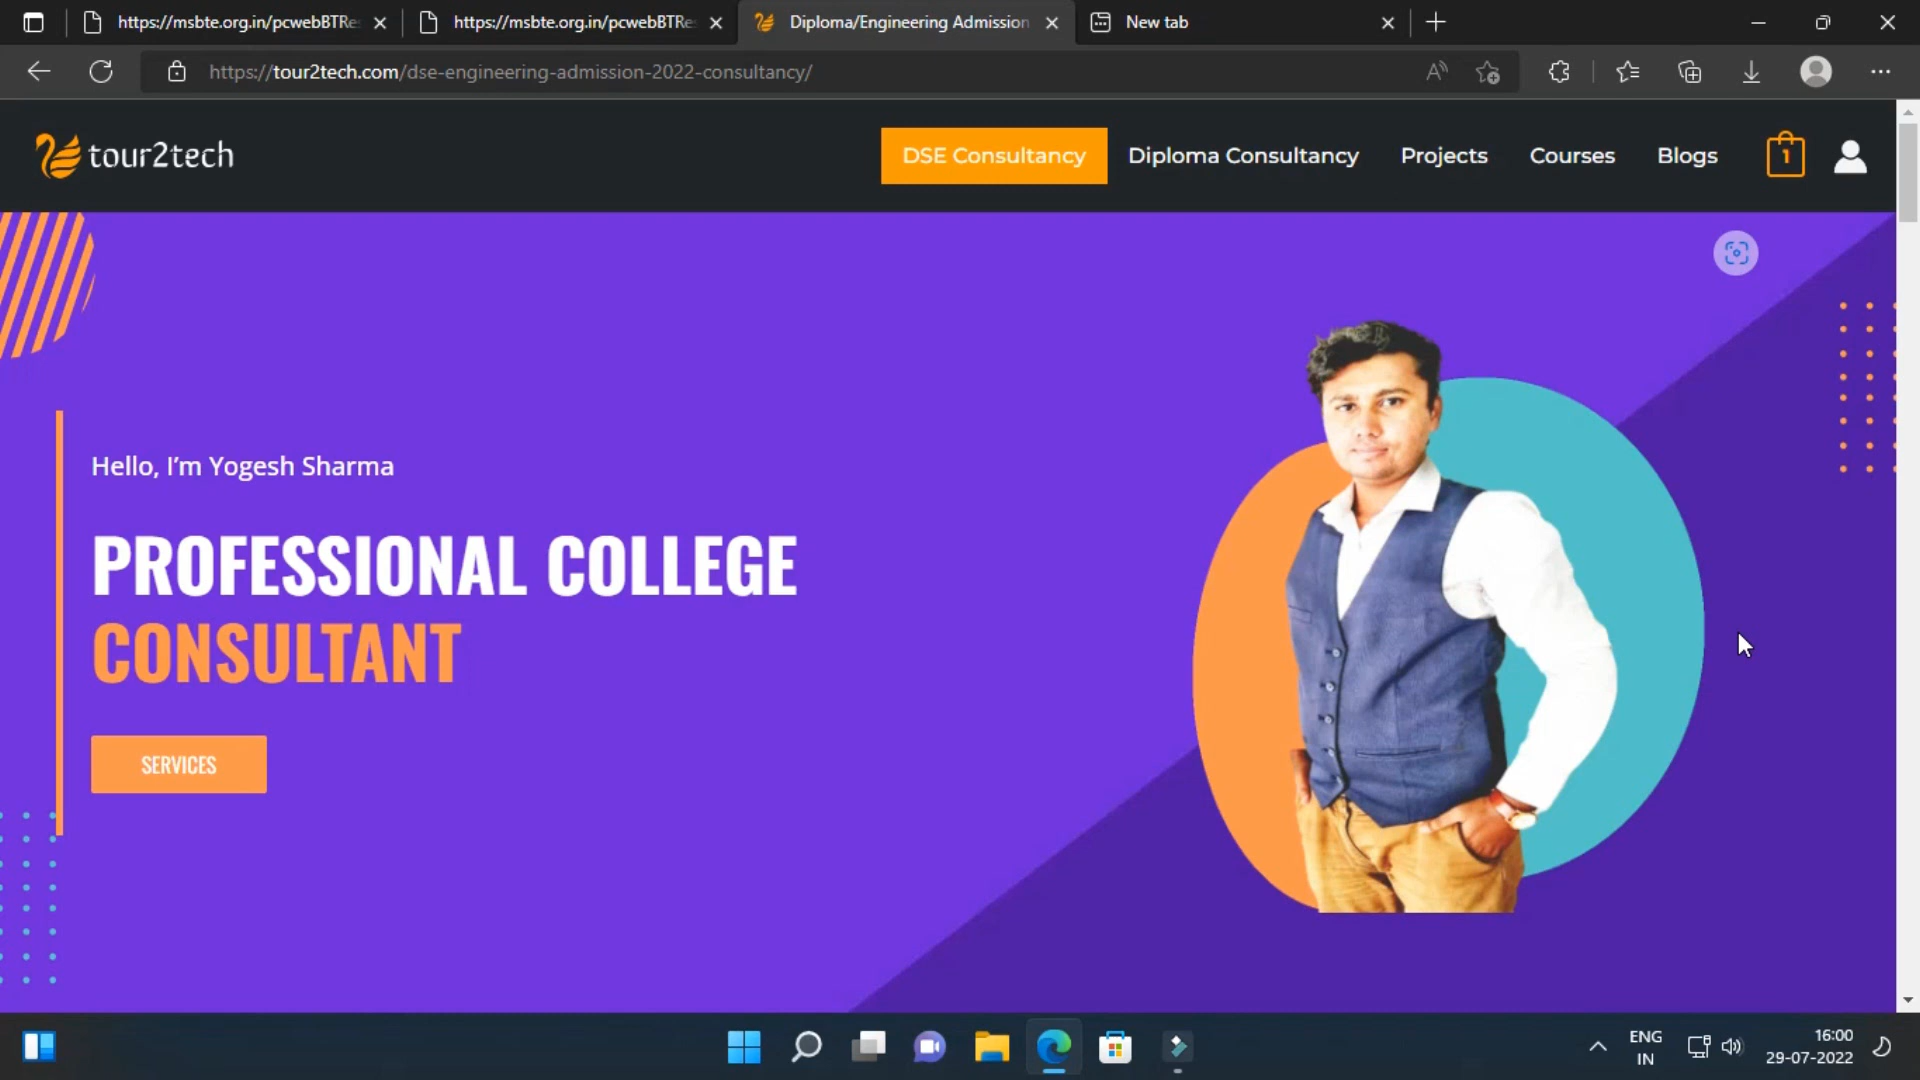 https://msbte.org.in/pcwebBTRes
https://msbte.org.in/pcwebBTRes
Diploma/Engineering Admission
New tab
https://tour2tech.com/dse-engineering-admission-2022-consultancy/
tour2tech
DSE Consultancy
Diploma Consultancy
Projects
Courses
Blogs
1
Hello, I’m Yogesh Sharma
PROFESSIONAL COLLEGE
CONSULTANT
SERVICES
ENG
IN
16:00
29-07-2022